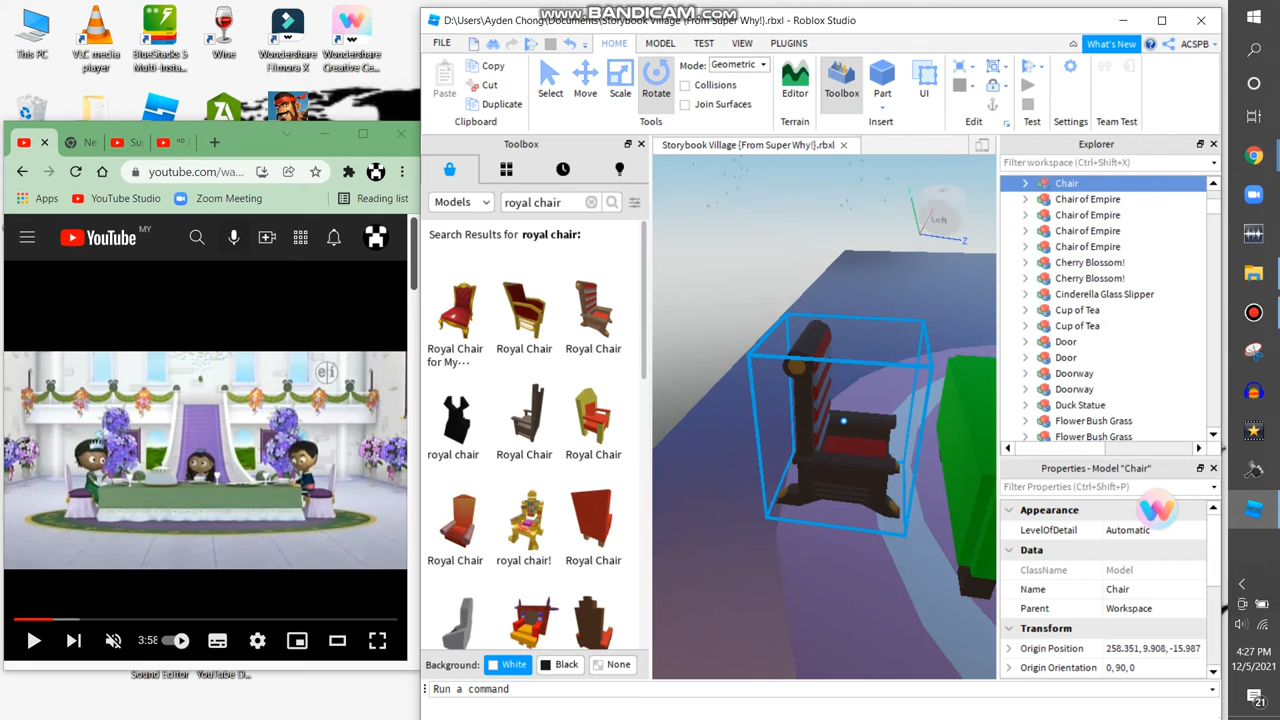 www.BANDICAM.com
D:\Users\Ayden Chong\Documents\Storybook Village {From Super Why!}.rbxl - Roblox Studio
FILE HOME MODEL TEST VIEW PLUGINS What's New ACSPB
Copy
Cut
Paste Duplicate
Clipboard
Select Move Scale Rotate
Mode: Geometric
Collisions
Join Surfaces
Tools
Editor
Terrain
Toolbox Part UI
Insert
Edit
Test
Settings
Team Test
This PC
VLC media
player
BlueStacks 5
Multi-Insta...
Wine
Wondershare
Filmora X
Wondershare
Creative Ce...
Ne
Su
HD
youtube.com/wa...
Apps YouTube Studio Zoom Meeting Reading list
YouTube MY
3:58
Sound Editor YouTube D...
Toolbox
Models royal chair
Search Results for royal chair:
Royal Chair
for My...
Royal Chair
Royal Chair
royal chair
Royal Chair
Royal Chair
Royal Chair
royal chair!
Royal Chair
Background: White Black None
Run a command
Storybook Village {From Super Why!}.rbxl
Left
Z
Explorer
Filter workspace (Ctrl+Shift+X)
Chair
Chair of Empire
Chair of Empire
Chair of Empire
Chair of Empire
Cherry Blossom!
Cherry Blossom!
Cinderella Glass Slipper
Cup of Tea
Cup of Tea
Door
Door
Doorway
Doorway
Duck Statue
Flower Bush Grass
Flower Bush Grass
Properties - Model "Chair"
Filter Properties (Ctrl+Shift+P)
Appearance
LevelOfDetail Automatic
Data
ClassName Model
Name Chair
Parent Workspace
Transform
Origin Position 258.351, 9.908, -15.987
Origin Orientation 0, 90, 0
4:27 PM
12/5/2021
21